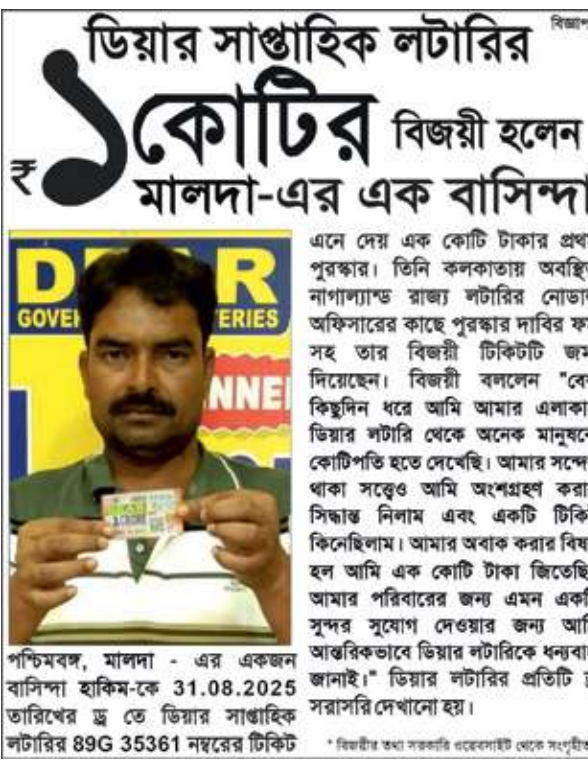 বিজ্ঞাপ
ডিয়ার সাপ্তাহিক লটারির
₹ ১ কোটির বিজয়ী হলেন
মালদা-এর এক বাসিন্দা
DEAR
GOVERNMENT LOTTERIES
NNE
পশ্চিমবঙ্গ, মালদা - এর একজন
বাসিন্দা হাকিম-কে 31.08.2025
তারিখের ড্র তে ডিয়ার সাপ্তাহিক
লটারির 89G 35361 নম্বরের টিকিট
এনে দেয় এক কোটি টাকার প্রথ
পুরস্কার। তিনি কলকাতায় অবস্থি
নাগাল্যান্ড রাজ্য লটারির নোডা
অফিসারের কাছে পুরস্কার দাবির ফ
সহ তার বিজয়ী টিকিটটি জম
দিয়েছেন। বিজয়ী বললেন "বে
কিছুদিন ধরে আমি আমার এলাকা
ডিয়ার লটারি থেকে অনেক মানুষকে
কোটিপতি হতে দেখেছি। আমার সন্দে
থাকা সত্ত্বেও আমি অংশগ্রহণ করা
সিদ্ধান্ত নিলাম এবং একটি টিকি
কিনেছিলাম। আমার অবাক করার বিষ
হল আমি এক কোটি টাকা জিতেছি
আমার পরিবারের জন্য এমন একটি
সুন্দর সুযোগ দেওয়ার জন্য আমি
আন্তরিকভাবে ডিয়ার লটারিকে ধন্যবা
জানাই।" ডিয়ার লটারির প্রতিটি ড্র
সরাসরি দেখানো হয়।
* বিজয়ীর তথ্য সরকারি ওয়েবসাইট থেকে সংগৃহীত